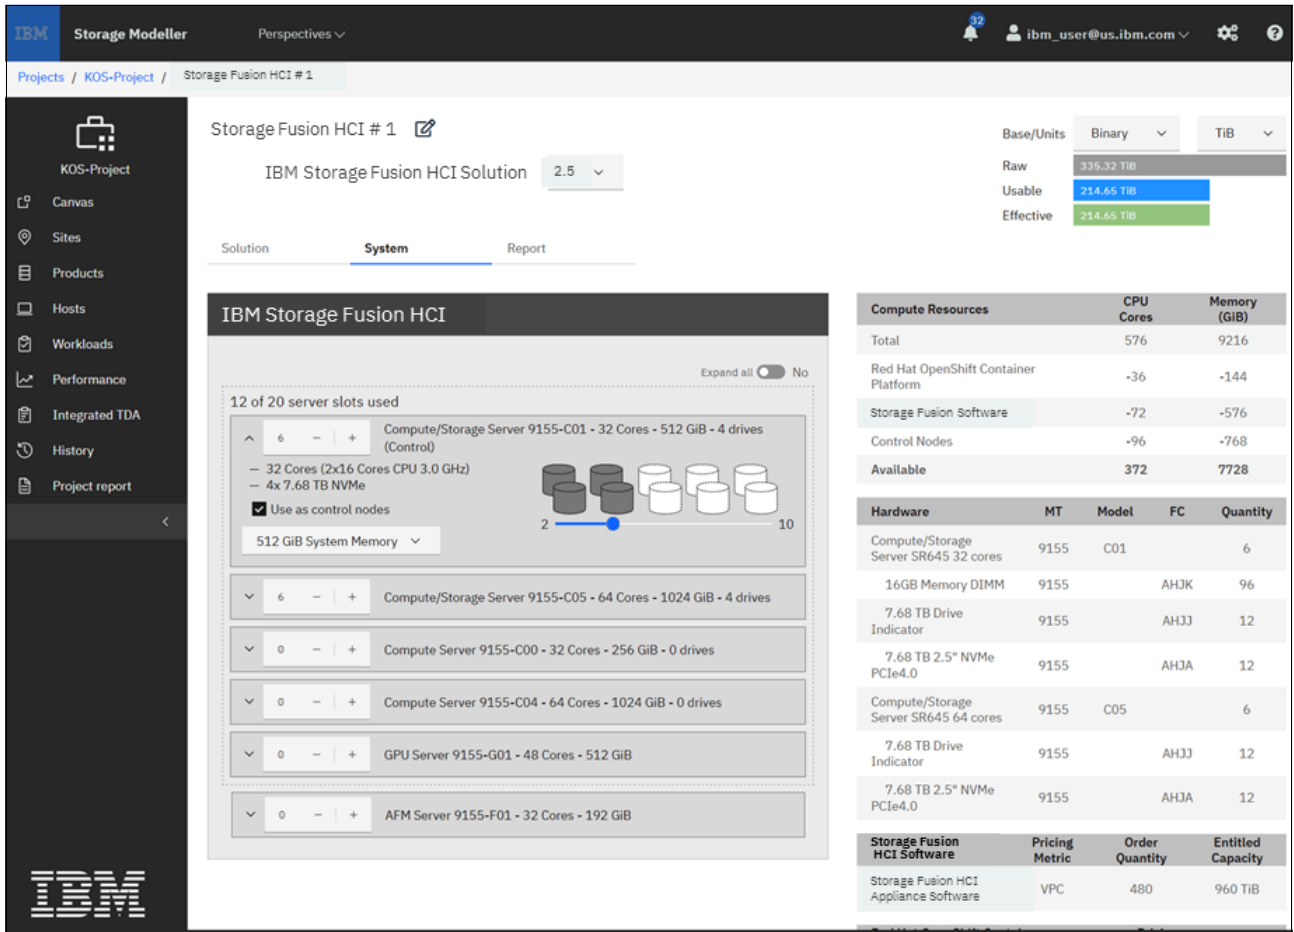 IBM Storage Modeller Perspectives 32 ibm_user@us.ibm.com ?
Projects / KOS-Project / Storage Fusion HCI # 1
KOS-Project
Canvas
Sites
Products
Hosts
Workloads
Performance
Integrated TDA
History
Project report
<
IBM
Storage Fusion HCI # 1
IBM Storage Fusion HCI Solution 2.5
Base/Units Binary TiB
Raw 335.32 TiB
Usable 214.65 TiB
Effective 214.65 TiB
Solution System Report
IBM Storage Fusion HCI
Expand all No
12 of 20 server slots used
6 − + Compute/Storage Server 9155-C01 - 32 Cores - 512 GiB - 4 drives
(Control)
— 32 Cores (2x16 Cores CPU 3.0 GHz)
— 4x 7.68 TB NVMe
Use as control nodes
2 10
512 GiB System Memory
6 − + Compute/Storage Server 9155-C05 - 64 Cores - 1024 GiB - 4 drives
0 − + Compute Server 9155-C00 - 32 Cores - 256 GiB - 0 drives
0 − + Compute Server 9155-C04 - 64 Cores - 1024 GiB - 0 drives
0 − + GPU Server 9155-G01 - 48 Cores - 512 GiB
0 − + AFM Server 9155-F01 - 32 Cores - 192 GiB
Compute Resources CPU Cores Memory (GiB)
Total 576 9216
Red Hat OpenShift Container Platform -36 -144
Storage Fusion Software -72 -576
Control Nodes -96 -768
Available 372 7728
Hardware MT Model FC Quantity
Compute/Storage Server SR645 32 cores 9155 C01 6
16GB Memory DIMM 9155 AHJK 96
7.68 TB Drive Indicator 9155 AHJJ 12
7.68 TB 2.5" NVMe PCIe4.0 9155 AHJA 12
Compute/Storage Server SR645 64 cores 9155 C05 6
7.68 TB Drive Indicator 9155 AHJJ 12
7.68 TB 2.5" NVMe PCIe4.0 9155 AHJA 12
Storage Fusion HCI Software Pricing Metric Order Quantity Entitled Capacity
Storage Fusion HCI Appliance Software VPC 480 960 TiB